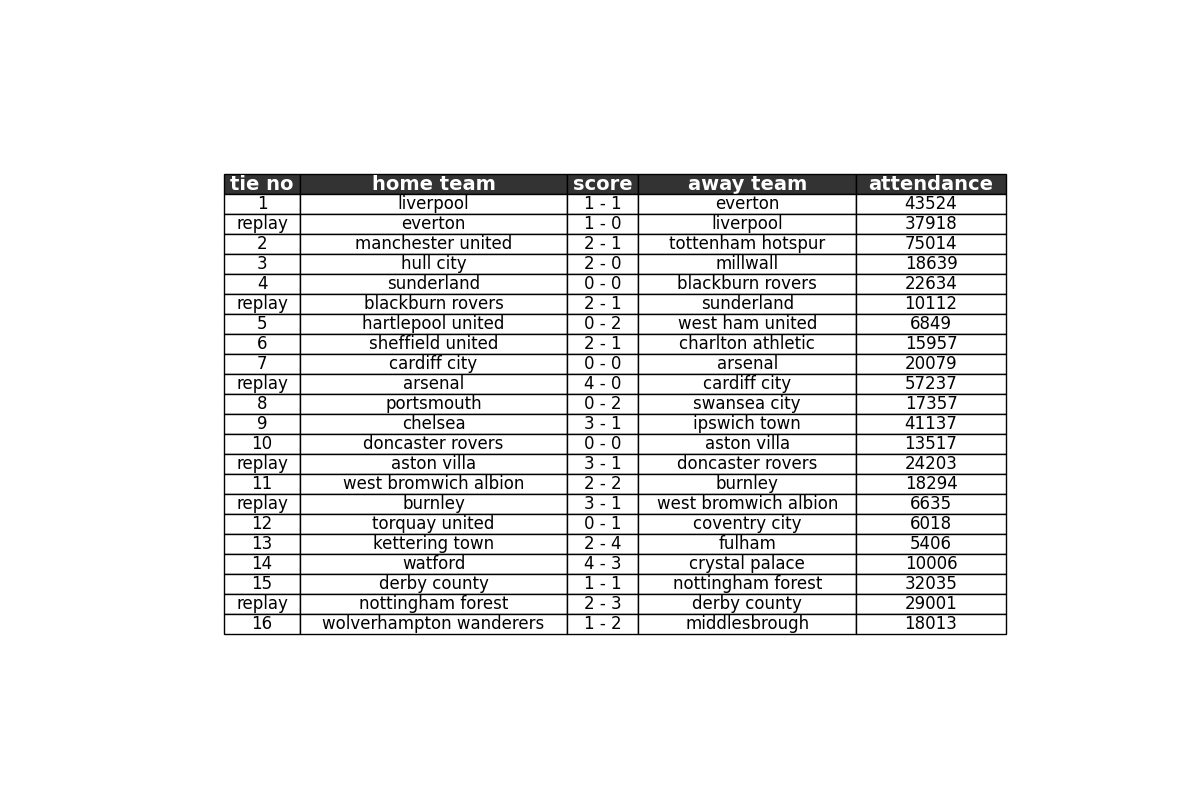 tie no home team score away team attendance
1 liverpool 1 - 1 everton 43524
replay everton 1 - 0 liverpool 37918
2 manchester united 2 - 1 tottenham hotspur 75014
3 hull city 2 - 0 millwall 18639
4 sunderland 0 - 0 blackburn rovers 22634
replay blackburn rovers 2 - 1 sunderland 10112
5 hartlepool united 0 - 2 west ham united 6849
6 sheffield united 2 - 1 charlton athletic 15957
7 cardiff city 0 - 0 arsenal 20079
replay arsenal 4 - 0 cardiff city 57237
8 portsmouth 0 - 2 swansea city 17357
9 chelsea 3 - 1 ipswich town 41137
10 doncaster rovers 0 - 0 aston villa 13517
replay aston villa 3 - 1 doncaster rovers 24203
11 west bromwich albion 2 - 2 burnley 18294
replay burnley 3 - 1 west bromwich albion 6635
12 torquay united 0 - 1 coventry city 6018
13 kettering town 2 - 4 fulham 5406
14 watford 4 - 3 crystal palace 10006
15 derby county 1 - 1 nottingham forest 32035
replay nottingham forest 2 - 3 derby county 29001
16 wolverhampton wanderers 1 - 2 middlesbrough 18013